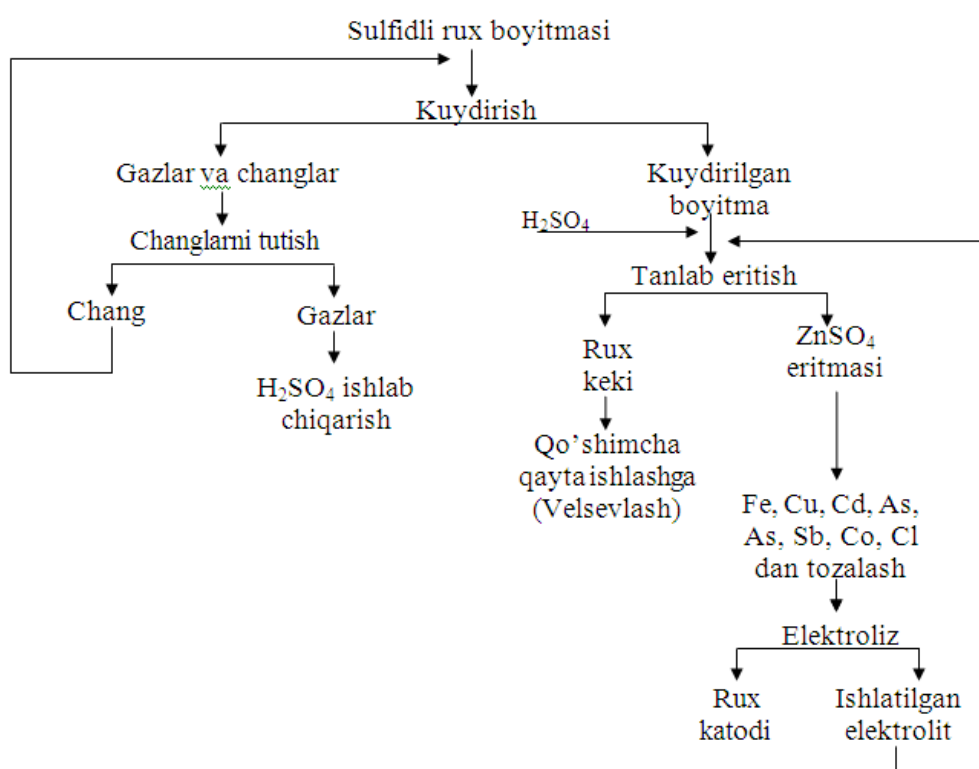 Sulfidli rux boyitmasi
Kuydirish
Gazlar va changlar
Kuydirilgan
boyitma
H₂SO₄
Changlarni tutish
Tanlab eritish
Chang
Gazlar
ZnSO₄
eritmasi
Rux
keki
H₂SO₄ ishlab
chiqarish
Qo’shimcha
qayta ishlashga
(Velsevlash)
Fe, Cu, Cd, As,
As, Sb, Co, Cl
dan tozalash
Elektroliz
Rux
katodi
Ishlatilgan
elektrolit